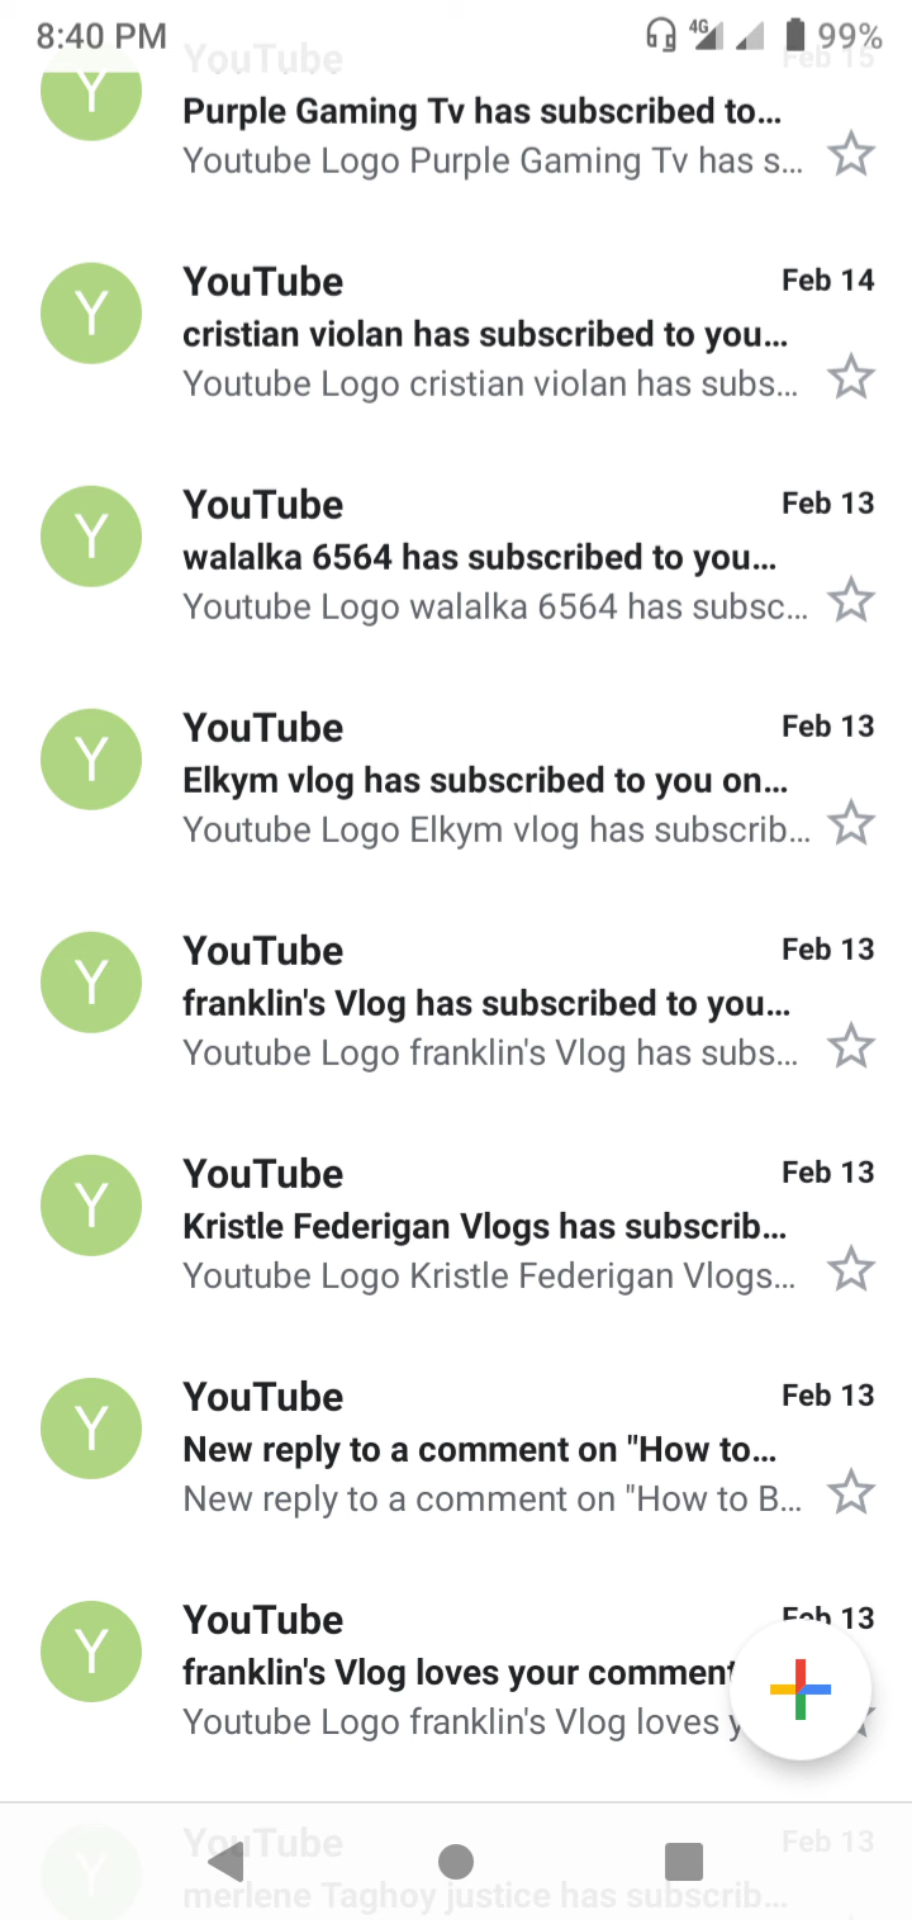 8:40 PM 4G 99%
Y YouTube Feb 15
Purple Gaming Tv has subscribed to...
Youtube Logo Purple Gaming Tv has s...
Y YouTube Feb 14
cristian violan has subscribed to you...
Youtube Logo cristian violan has subs...
Y YouTube Feb 13
walalka 6564 has subscribed to you...
Youtube Logo walalka 6564 has subsc...
Y YouTube Feb 13
Elkym vlog has subscribed to you on...
Youtube Logo Elkym vlog has subscrib...
Y YouTube Feb 13
franklin's Vlog has subscribed to you...
Youtube Logo franklin's Vlog has subs...
Y YouTube Feb 13
Kristle Federigan Vlogs has subscrib...
Youtube Logo Kristle Federigan Vlogs...
Y YouTube Feb 13
New reply to a comment on "How to...
New reply to a comment on "How to B...
Y YouTube Feb 13
franklin's Vlog loves your comment
Youtube Logo franklin's Vlog loves y
Y YouTube Feb 13
merlene Taghoy justice has subscrib...